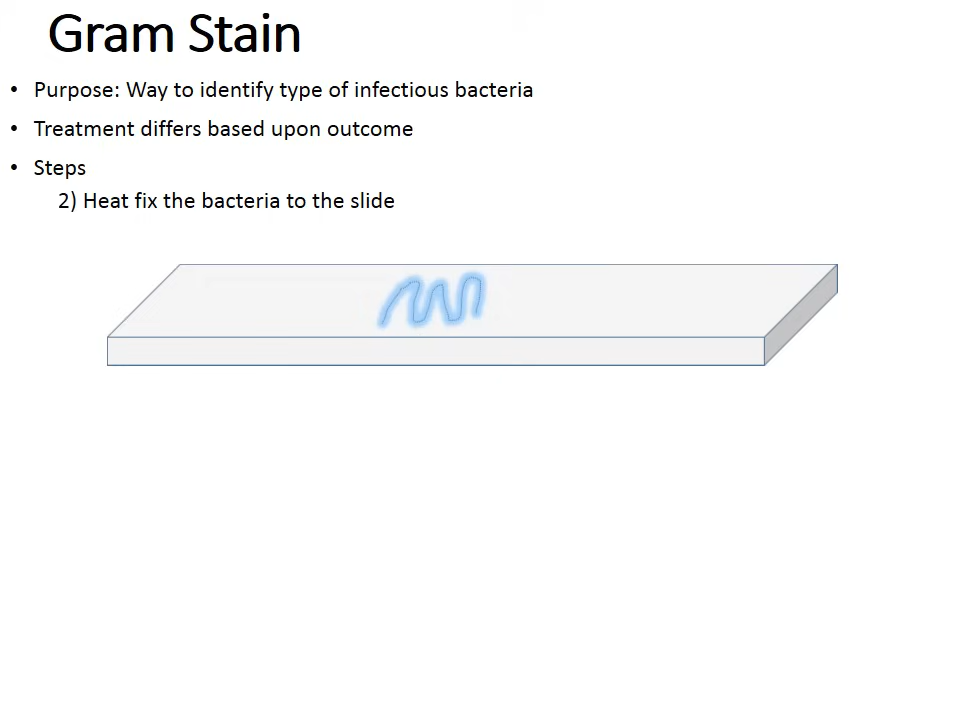 Gram Stain
• Purpose: Way to identify type of infectious bacteria
• Treatment differs based upon outcome
• Steps
2) Heat fix the bacteria to the slide